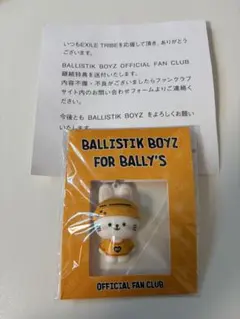 いつもEXILE TRIBEを応援して頂き、ありがとう
ございます。
BALLISTIK BOYZ OFFICIAL FAN CLUB
継続特典を送付いたします。
内容不備・不良がございましたらファンクラブ
サイト内のお問い合わせフォームよりご連絡く
ださい。
今後とも BALLISTIK BOYZ をよろしくお願い
いたします。
BALLISTIK BOYZ
FOR BALLY'S
OFFICIAL FAN CLUB